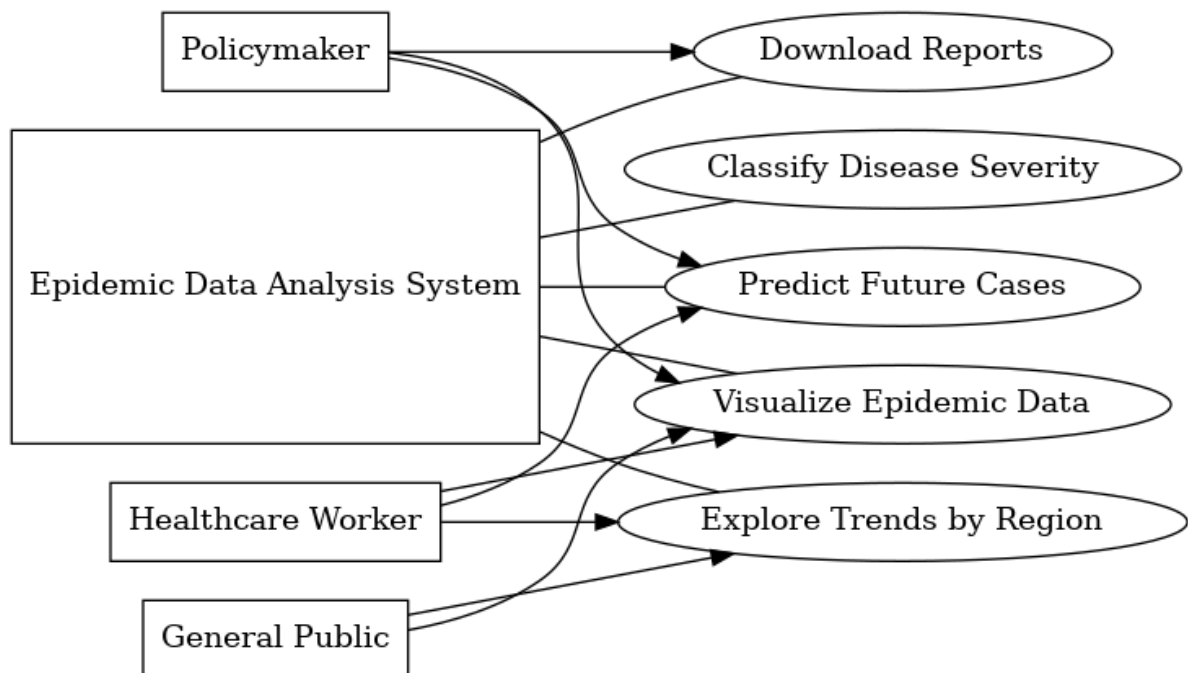 Policymaker
Download Reports
Classify Disease Severity
Epidemic Data Analysis System
Predict Future Cases
Visualize Epidemic Data
Healthcare Worker
Explore Trends by Region
General Public